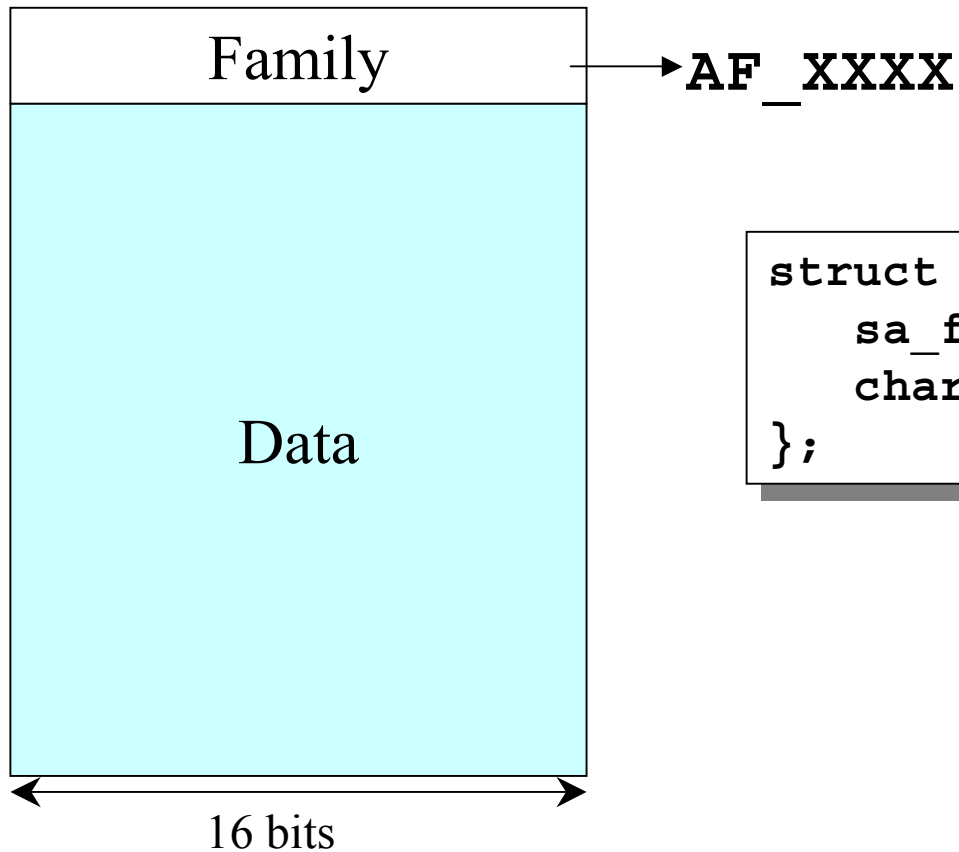 Family
AF_XXXX
Data
struct
sa_f
char
};
16 bits